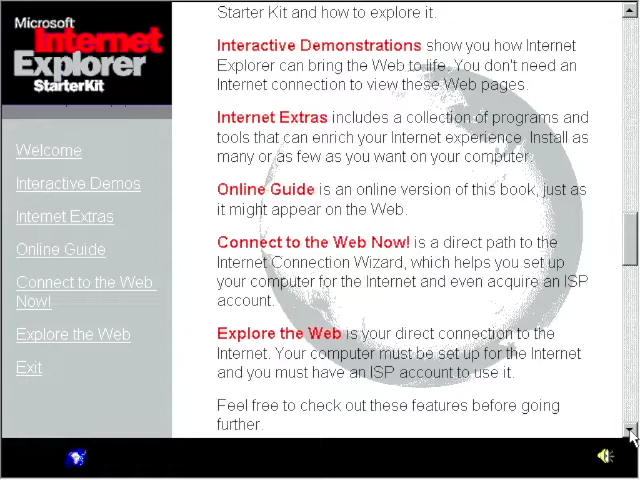 Microsoft
Internet
Explorer
StarterKit
Welcome
Interactive Demos
Internet Extras
Online Guide
Connect to the Web
Now!
Explore the Web
Exit
Starter Kit and how to explore it.
Interactive Demonstrations show you how Internet
Explorer can bring the Web to life. You don't need an
Internet connection to view these Web pages.
Internet Extras includes a collection of programs and
tools that can enrich your Internet experience. Install as
many or as few as you want on your computer.
Online Guide is an online version of this book, just as
it might appear on the Web.
Connect to the Web Now! is a direct path to the
Internet Connection Wizard, which helps you set up
your computer for the Internet and even acquire an ISP
account.
Explore the Web is your direct connection to the
Internet. Your computer must be set up for the Internet
and you must have an ISP account to use it.
Feel free to check out these features before going
further.